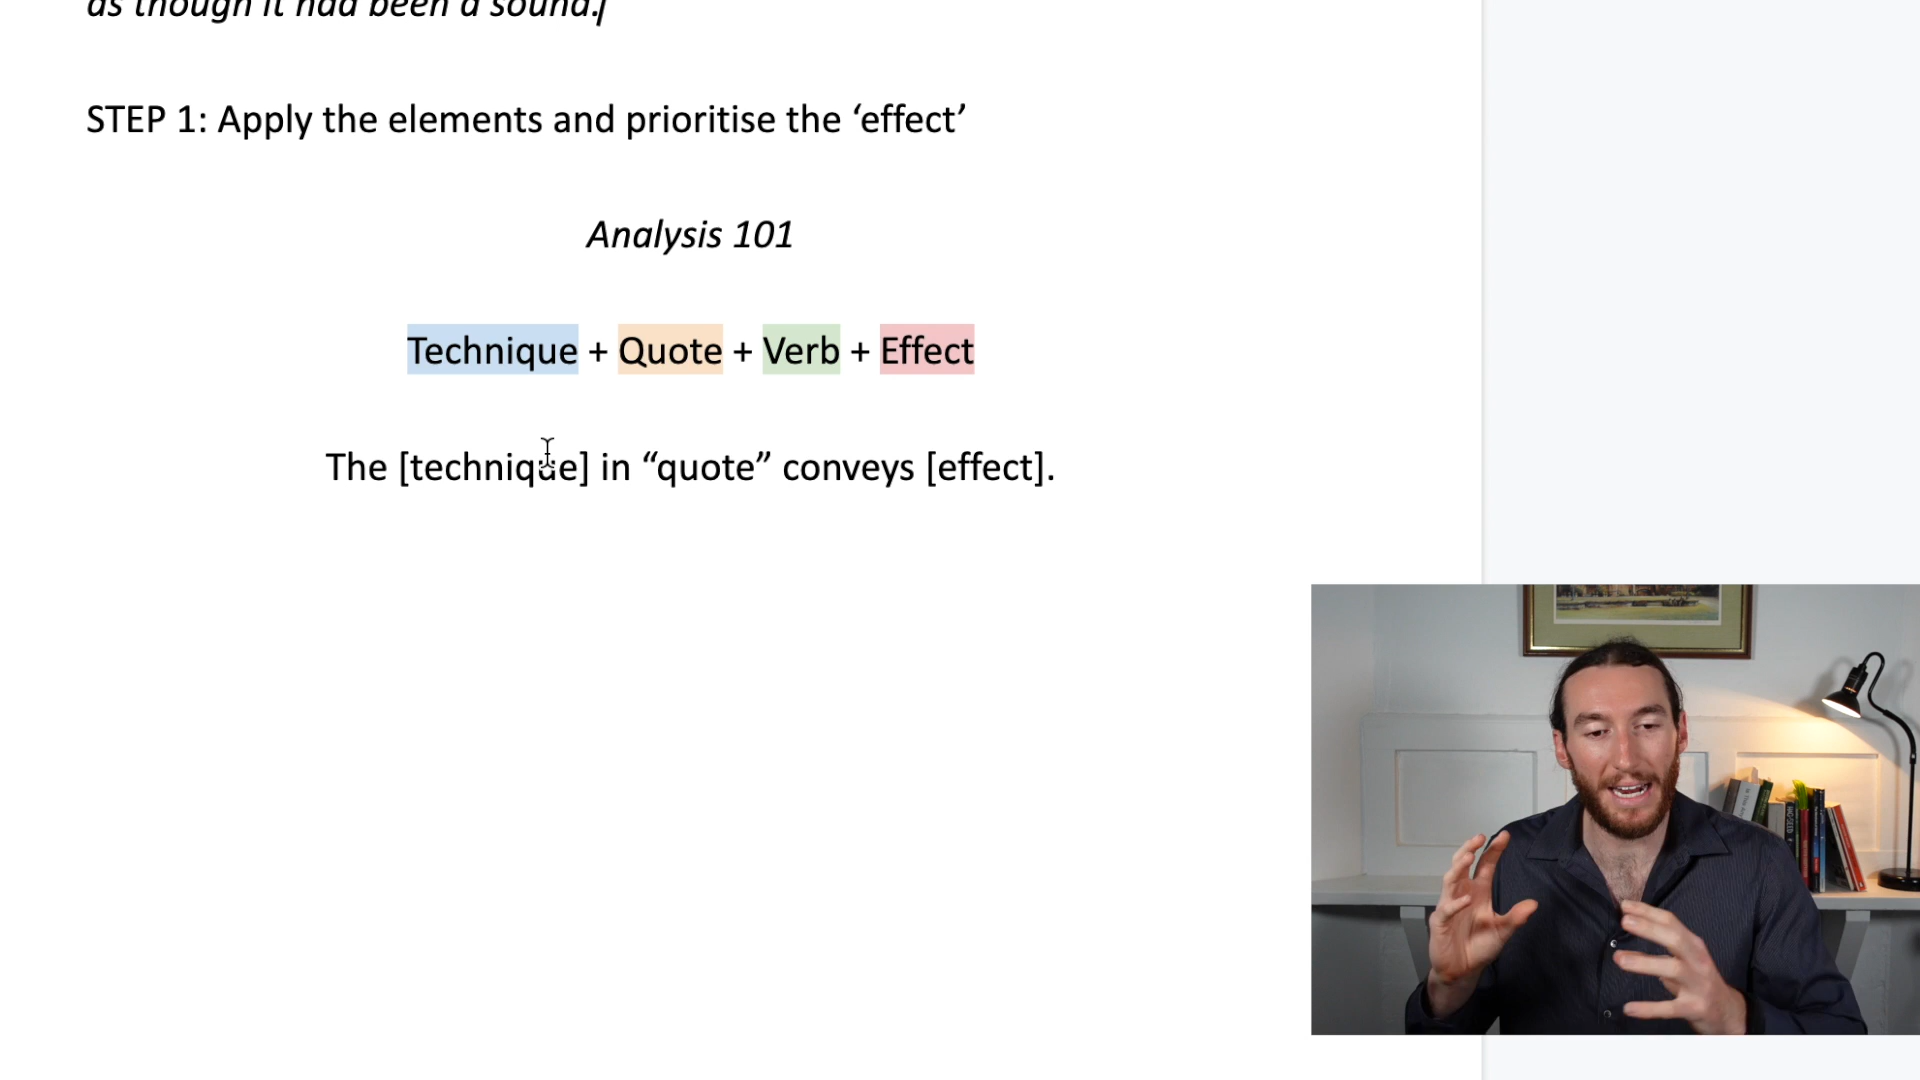 as though it had been a sound.
STEP 1: Apply the elements and prioritise the ‘effect’
Analysis 101
Technique + Quote + Verb + Effect
The [technique] in “quote” conveys [effect].